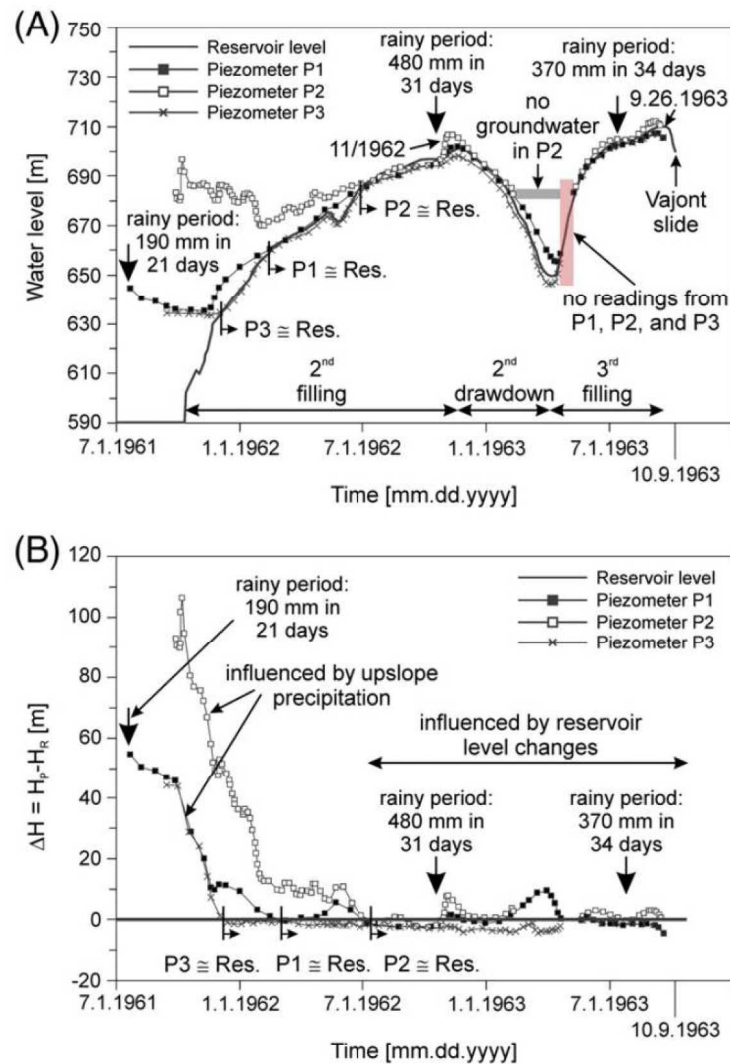 (A)
750
730
710
690
670
650
630
610
590
Water level [m]
Reservoir level
Piezometer P1
Piezometer P2
Piezometer P3
rainy period:
480 mm in
31 days
rainy period:
370 mm in 34 days
9.26.1963
no
groundwater
in P2
11/1962
Vajont
slide
rainy period:
190 mm in
21 days
P2 ≅ Res.
P1 ≅ Res.
P3 ≅ Res.
no readings from
P1, P2, and P3
2nd
filling
2nd
drawdown
3rd
filling
7.1.1961
1.1.1962
7.1.1962
1.1.1963
7.1.1963
10.9.1963
Time [mm.dd.yyyy]
(B)
120
100
80
60
40
20
0
-20
ΔH = HP-HR [m]
rainy period:
190 mm in
21 days
Reservoir level
Piezometer P1
Piezometer P2
Piezometer P3
influenced by upslope
precipitation
influenced by reservoir
level changes
rainy period:
480 mm in
31 days
rainy period:
370 mm in
34 days
P3 ≅ Res.
P1 ≅ Res.
P2 ≅ Res.
7.1.1961
1.1.1962
7.1.1962
1.1.1963
7.1.1963
10.9.1963
Time [mm.dd.yyyy]